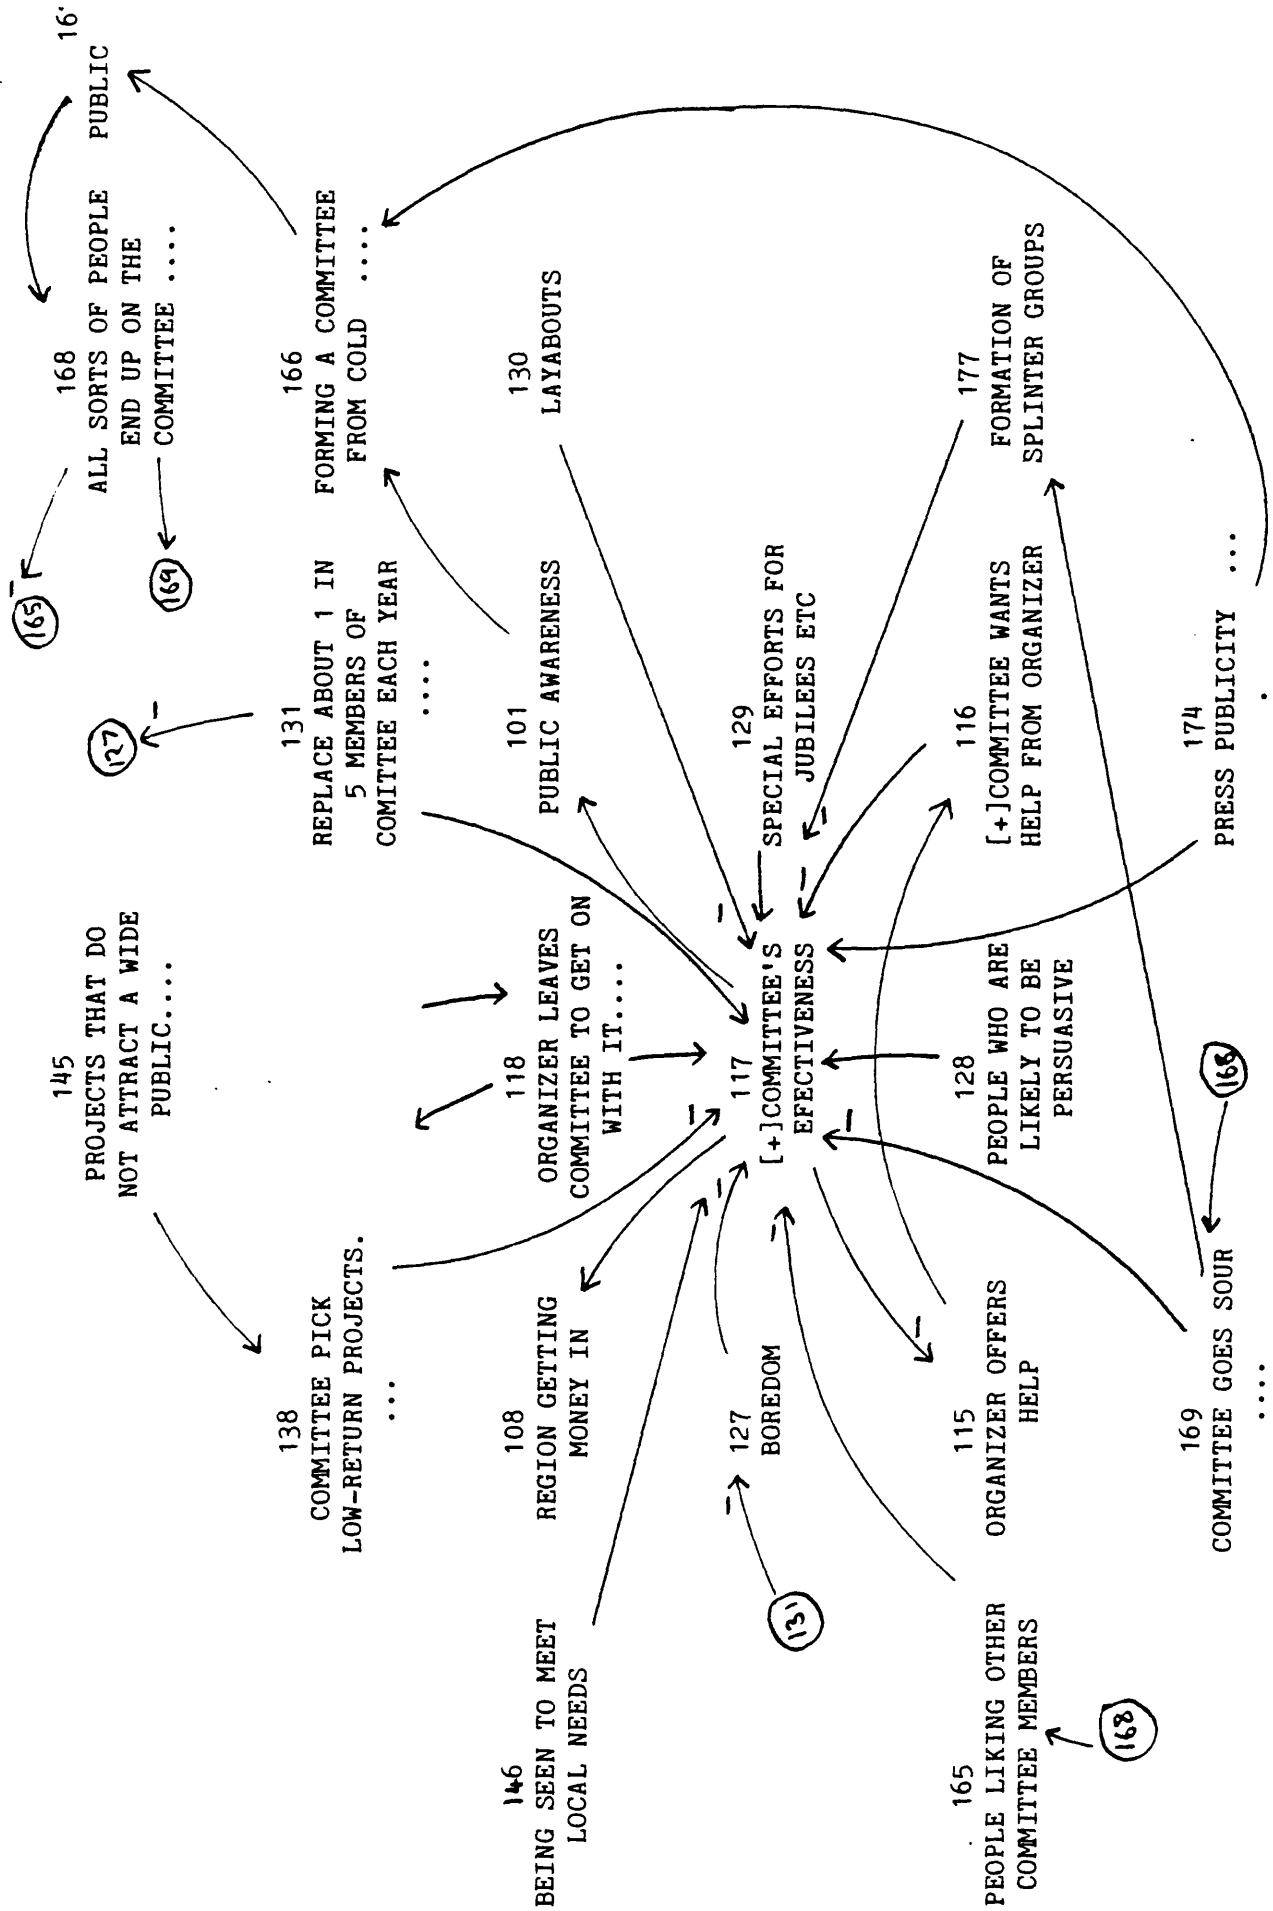 145
PROJECTS THAT DO
NOT ATTRACT A WIDE
PUBLIC....
127
-
165
-
169
168
ALL SORTS OF PEOPLE
END UP ON THE
COMMITTEE ....
PUBLIC
138
COMMITTEE PICK
LOW-RETURN PROJECTS.
...
131
REPLACE ABOUT 1 IN
5 MEMBERS OF
COMITTEE EACH YEAR
....
166
FORMING A COMMITTEE
FROM COLD ....
146
BEING SEEN TO MEET
LOCAL NEEDS
108
REGION GETTING
MONEY IN
118
ORGANIZER LEAVES
COMMITTEE TO GET ON
WITH IT....
101
PUBLIC AWARENESS
130
LAYABOUTS
131
-
127
BOREDOM
-
-
-
117
[+]COMMITTEE'S
EFECTIVENESS
-
-
-
-
129
SPECIAL EFFORTS FOR
JUBILEES ETC
-
165
PEOPLE LIKING OTHER
COMMITTEE MEMBERS
168
115
ORGANIZER OFFERS
HELP
-
128
PEOPLE WHO ARE
LIKELY TO BE
PERSUASIVE
116
[+]COMMITTEE WANTS
HELP FROM ORGANIZER
177
FORMATION OF
SPLINTER GROUPS
169
COMMITTEE GOES SOUR
....
168
174
PRESS PUBLICITY ...